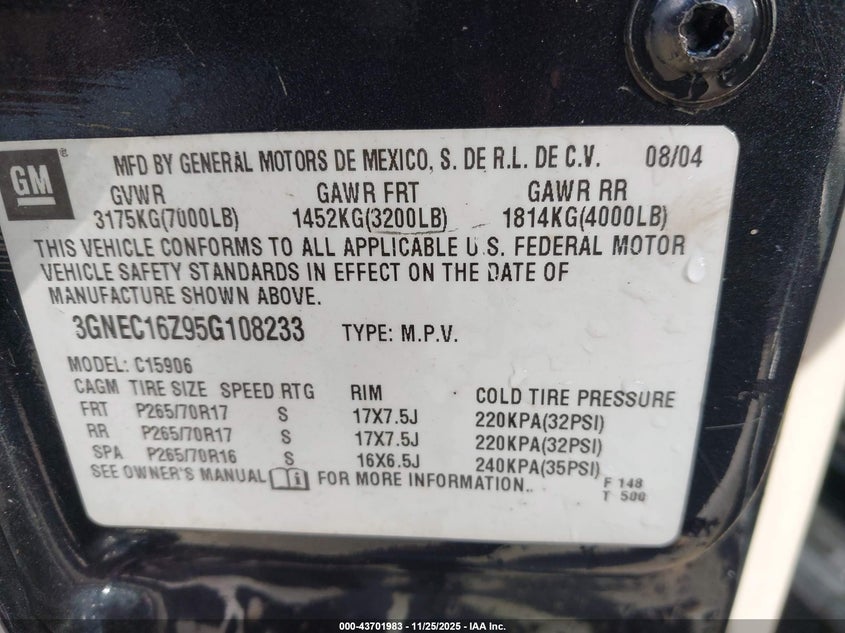 GM®
MFD BY GENERAL MOTORS DE MEXICO, S. DE R.L. DE C.V. 08/04
GVWR GAWR FRT GAWR RR
3175KG(7000LB) 1452KG(3200LB) 1814KG(4000LB)
THIS VEHICLE CONFORMS TO ALL APPLICABLE U.S. FEDERAL MOTOR
VEHICLE SAFETY STANDARDS IN EFFECT ON THE DATE OF
MANUFACTURE SHOWN ABOVE.
3GNEC16Z95G108233 TYPE: M.P.V.
MODEL: C15906
CAGM TIRE SIZE SPEED RTG RIM COLD TIRE PRESSURE
FRT P265/70R17 S 17X7.5J 220KPA(32PSI)
RR P265/70R17 S 17X7.5J 220KPA(32PSI)
SPA P265/70R16 S 16X6.5J 240KPA(35PSI)
SEE OWNER'S MANUAL i FOR MORE INFORMATION..
F 148
T 500
000-43701983 — 11/25/2025 — IAA Inc.